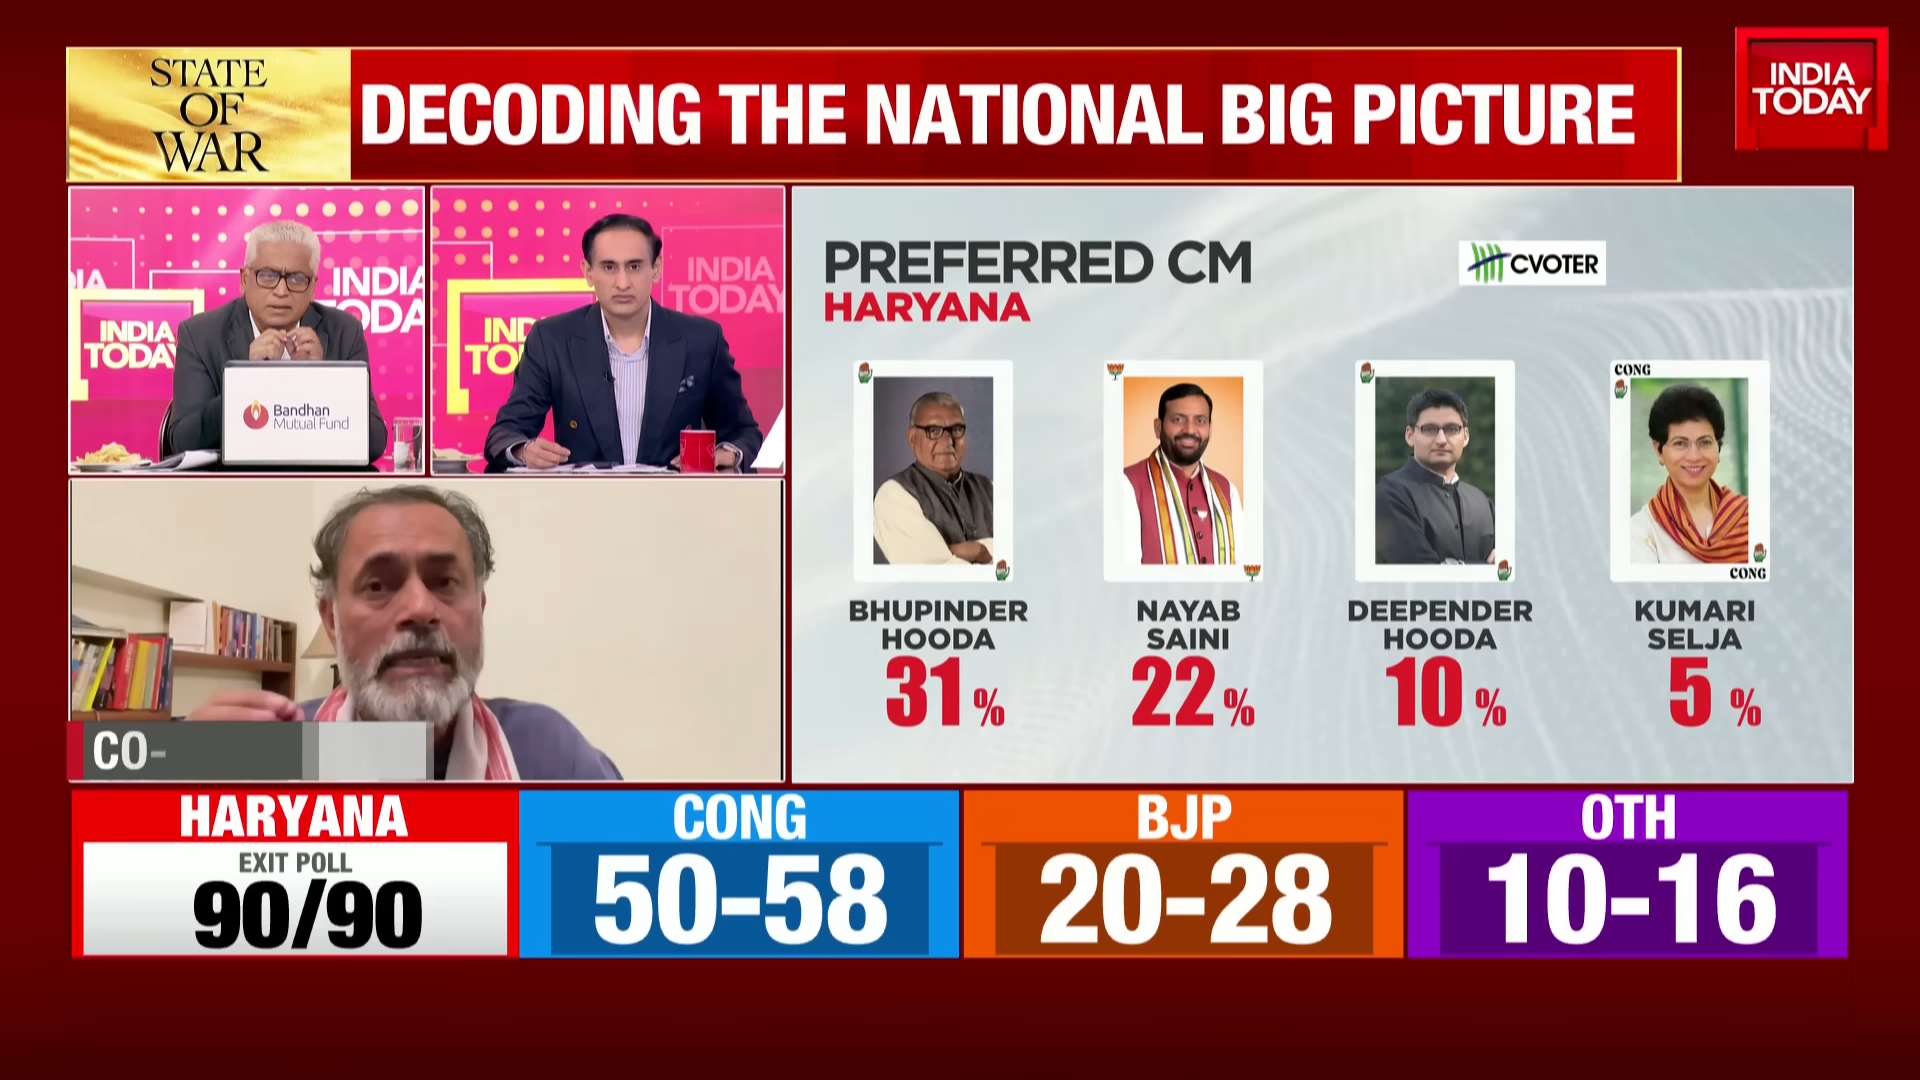 STATE
OF
WAR
DECODING THE NATIONAL BIG PICTURE
INDIA
TODAY
INDIA
TODAY
INDIA
TODAY
Bandhan
Mutual Fund
INDIA
TODAY
PREFERRED CM
HARYANA
CVOTER
CONG
CONG
BHUPINDER
HOODA
31 %
NAYAB
SAINI
22 %
DEEPENDER
HOODA
10 %
KUMARI
SELJA
5 %
CO-
HARYANA
EXIT POLL
90/90
CONG
50-58
BJP
20-28
OTH
10-16